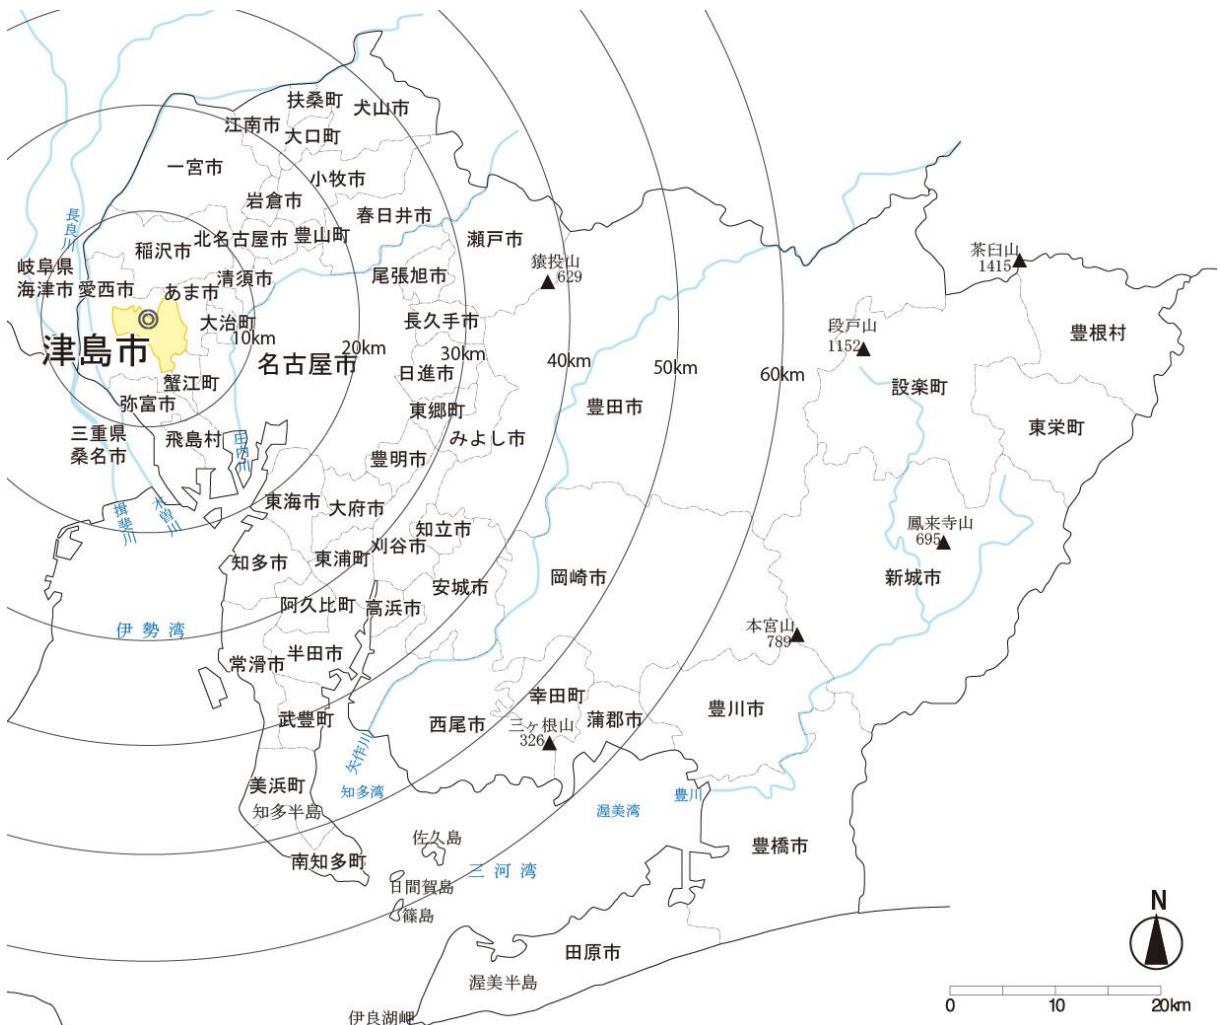 扶桑町
犬山市
江南市
大口町
一宮市
小牧市
岩倉市
春日井市
長良川
北名古屋市
豊山町
瀬戸市
稲沢市
茶臼山
1415
岐阜県
海津市
愛西市
清須市
尾張旭市
猿投山
629
あま市
大治町
長久手市
段戸山
1152
豊根村
津島市
10km
20km
30km
40km
50km
60km
名古屋市
蟹江町
日進市
設楽町
弥富市
東郷町
豊田市
東栄町
三重県
桑名市
飛島村
庄内川
みよし市
豊明市
揖斐川
木曽川
東海市
大府市
知立市
鳳来寺山
695
知多市
東浦町
刈谷市
岡崎市
新城市
安城市
阿久比町
高浜市
伊勢湾
本宮山
789
常滑市
半田市
幸田町
豊川市
武豊町
西尾市
三ヶ根山
326
蒲郡市
矢作川
美浜町
知多湾
豊川
知多半島
渥美湾
佐久島
豊橋市
南知多町
三河湾
日間賀島
篠島
N
田原市
渥美半島
伊良湖岬
0
10
20km